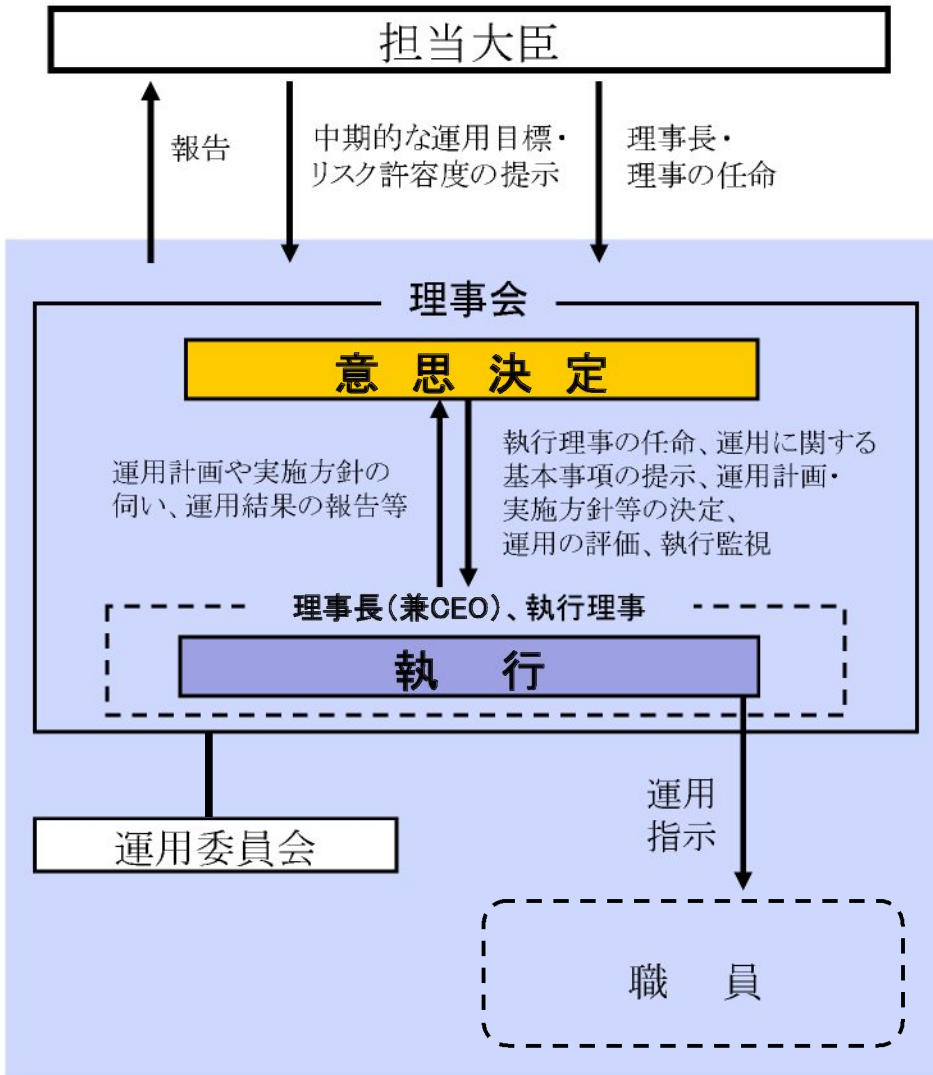 担当大臣
報告
中期的な運用目標・
リスク許容度の提示
理事長・
理事の任命
理事会
意思決定
運用計画や実施方針の
伺い、運用結果の報告等
執行理事の任命、運用に関する
基本事項の提示、運用計画・
実施方針等の決定、
運用の評価、執行監視
理事長(兼CEO)、執行理事
執 行
運用委員会
運用
指示
職 員